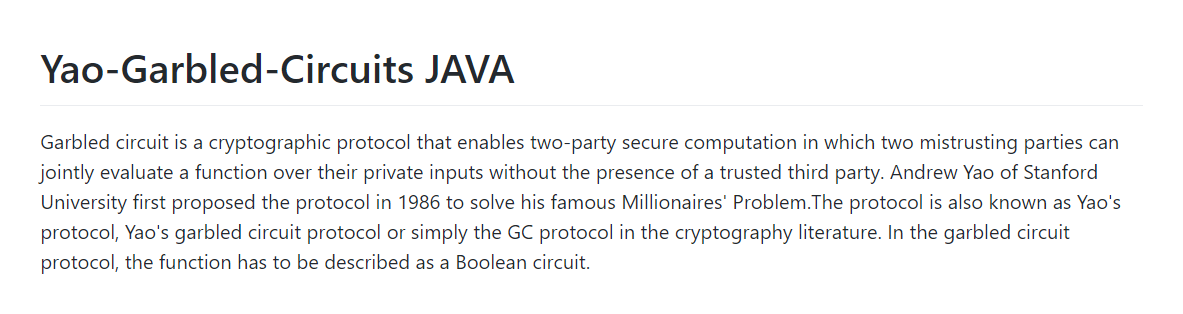 Yao-Garbled-Circuits JAVA
Garbled circuit is a cryptographic protocol that enables two-party secure computation in which two mistrusting parties can
jointly evaluate a function over their private inputs without the presence of a trusted third party. Andrew Yao of Stanford
University first proposed the protocol in 1986 to solve his famous Millionaires' Problem.The protocol is also known as Yao's
protocol, Yao's garbled circuit protocol or simply the GC protocol in the cryptography literature. In the garbled circuit
protocol, the function has to be described as a Boolean circuit.